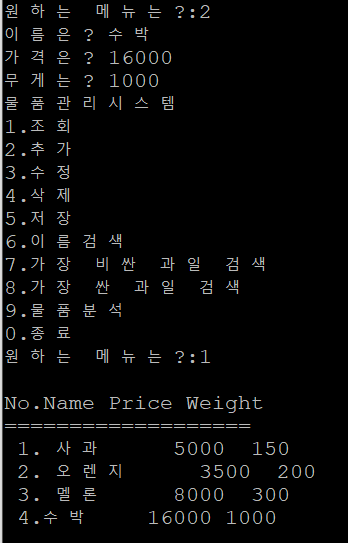 원하는 메뉴는?:2
이름은? 수박
가격은? 16000
무게는? 1000
물품관리시스템
1.조회
2.추가
3.수정
4.삭제
5.저장
6.이름검색
7.가장 비싼 과일 검색
8.가장 싼 과일 검색
9.물품분석
0.종료
원하는 메뉴는?:1
No.Name Price Weight
===================
1. 사과 5000 150
2. 오렌지 3500 200
3. 멜론 8000 300
4.수박 16000 1000